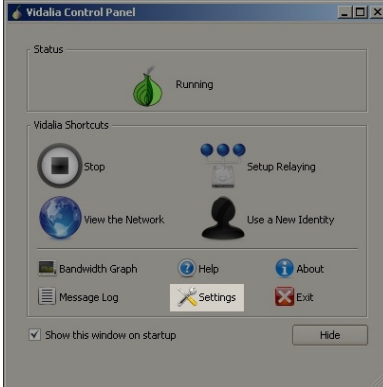 Vidalia Control Panel
Status
Running
Vidalia Shortcuts
Stop
Setup Relaying
View the Network
Use a New Identity
Bandwidth Graph
Help
About
Message Log
Settings
Exit
Show this window on startup
Hide